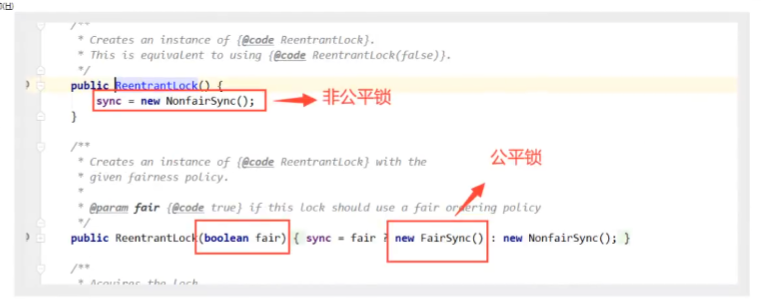 /**
* Creates an instance of {@code ReentrantLock}.
* This is equivalent to using {@code ReentrantLock(false)}.
*/
public ReentrantLock() {
sync = new NonfairSync(); 非公平锁
}
/**
* Creates an instance of {@code ReentrantLock} with the
* given fairness policy.
公平锁
*
* @param fair {@code true} if this lock should use a fair ordering policy
*/
public ReentrantLock(boolean fair) { sync = fair ? new FairSync() : new NonfairSync(); }
/**
* Acquires the lock